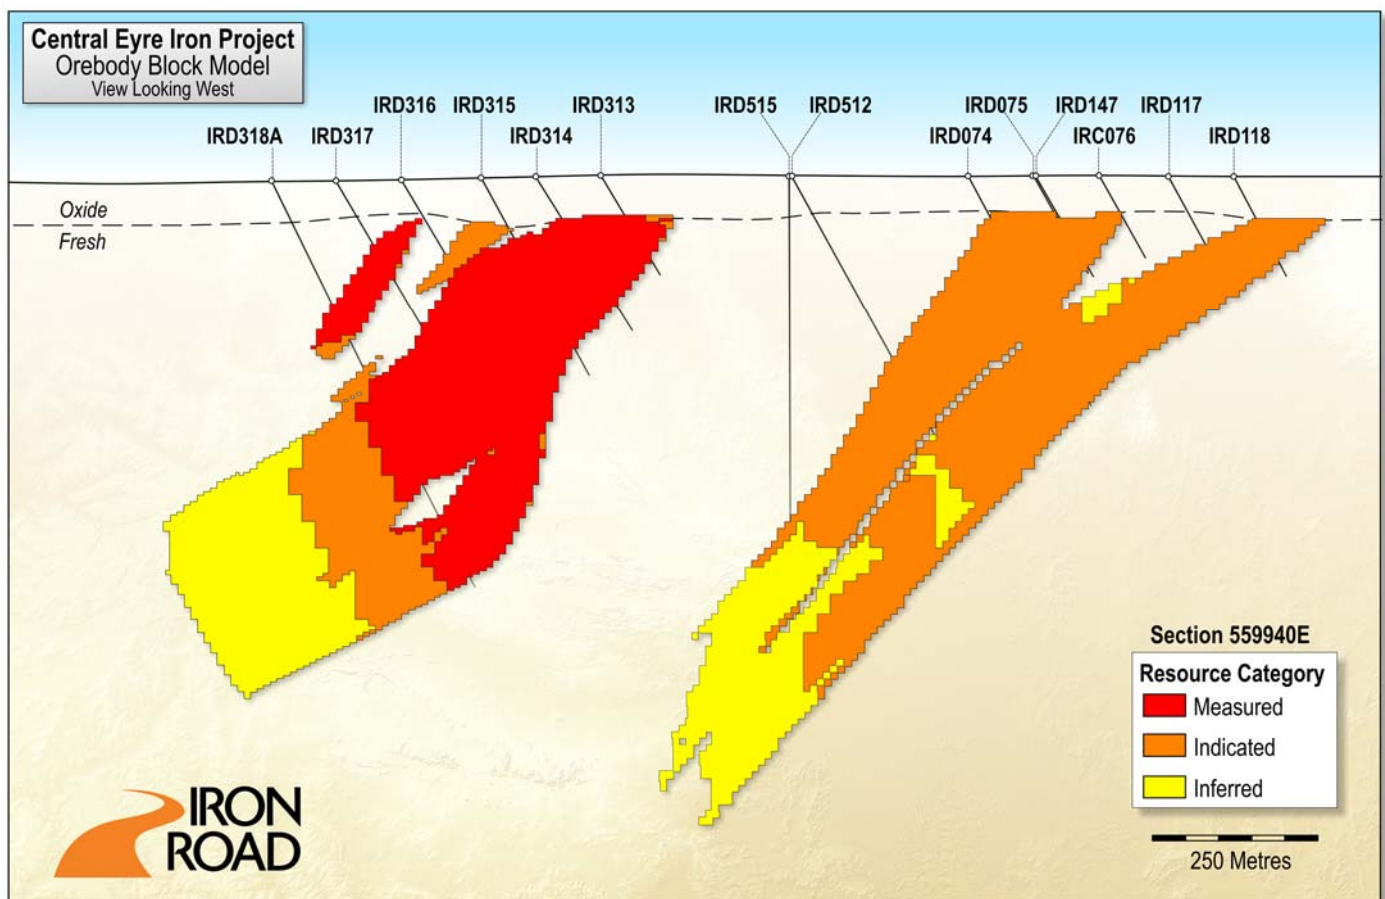 Central Eyre Iron Project
Orebody Block Model
View Looking West
IRD316 IRD315 IRD313 IRD515 IRD512 IRD075 IRD147 IRD117
IRD318A IRD317 IRD314 IRD074 IRC076 IRD118
Oxide
Fresh
Section 559940E
Resource Category
Measured
Indicated
Inferred
250 Metres
IRON
ROAD